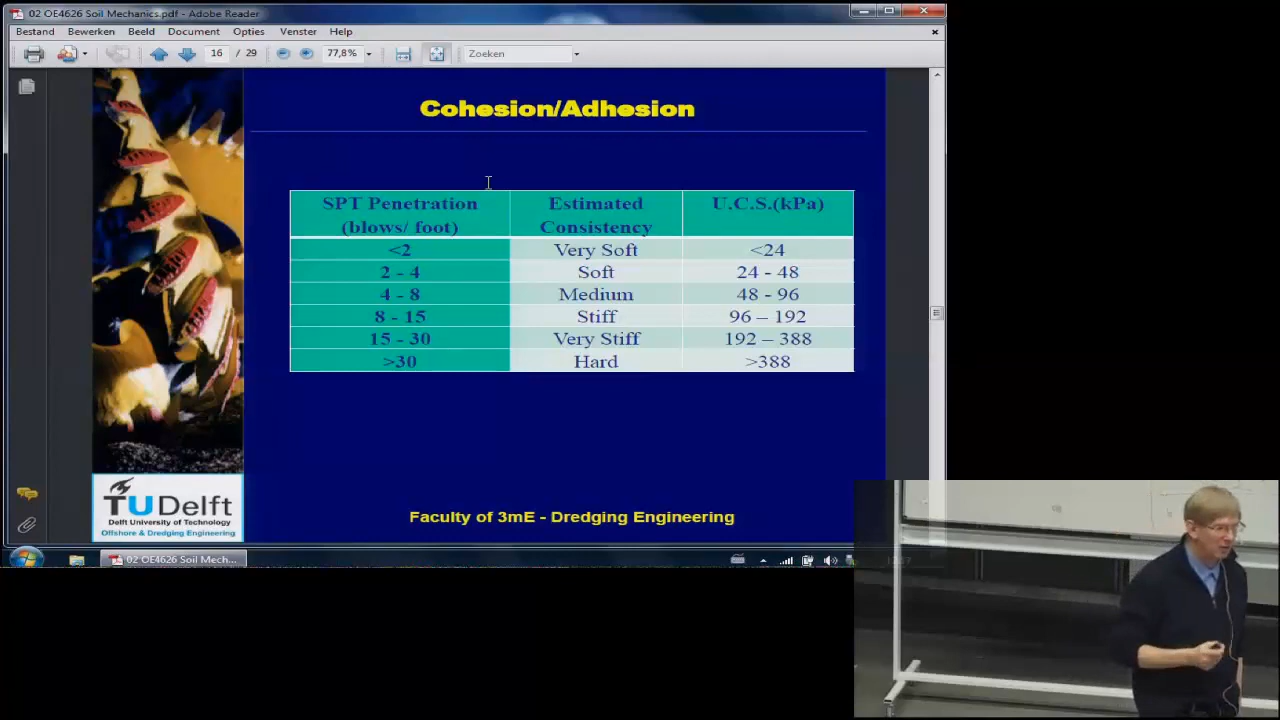 02 OE4626 Soil Mechanics.pdf - Adobe Reader
Bestand Bewerken Beeld Document Opties Venster Help
16 / 29 77,8% Zoeken
Cohesion/Adhesion
SPT Penetration (blows/ foot) Estimated Consistency U.C.S.(kPa)
<2 Very Soft <24
2 - 4 Soft 24 - 48
4 - 8 Medium 48 - 96
8 - 15 Stiff 96 – 192
15 - 30 Very Stiff 192 – 388
>30 Hard >388
TU Delft
Delft University of Technology
Offshore & Dredging Engineering
Faculty of 3mE - Dredging Engineering
02 OE4626 Soil Mech...